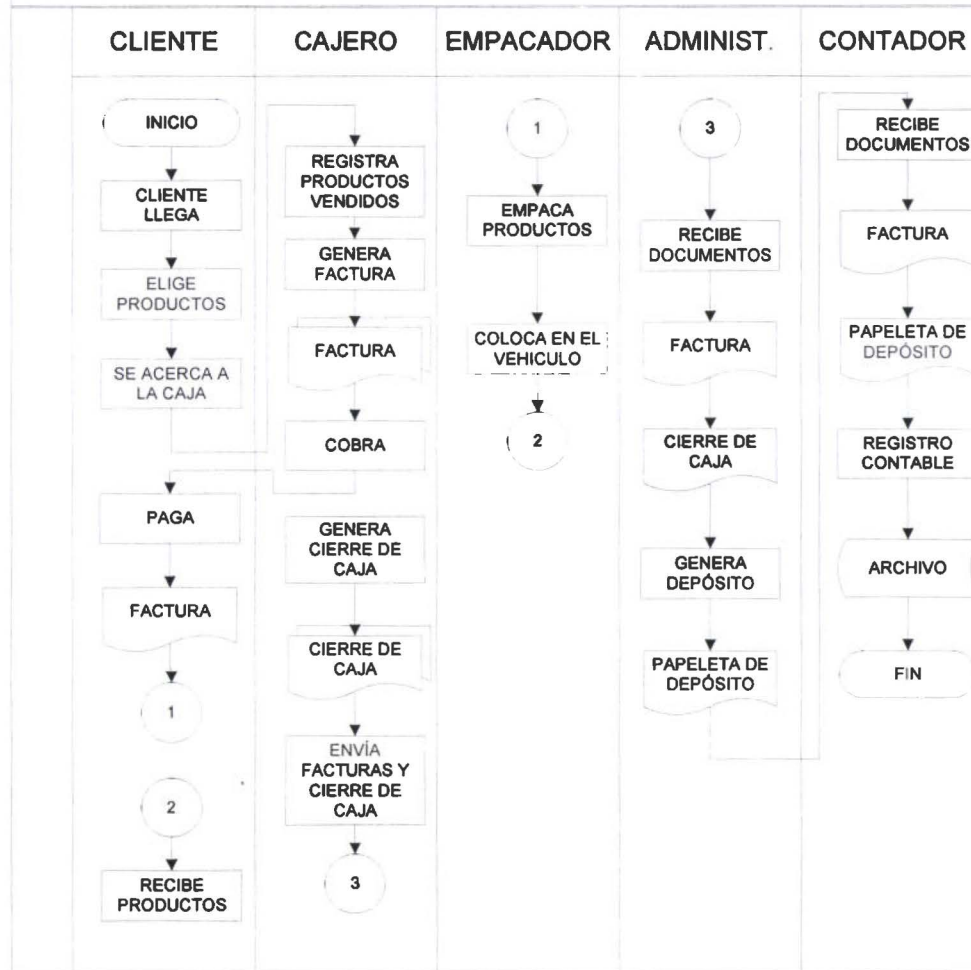 CLIENTE
CAJERO
EMPACADOR
ADMINIST.
CONTADOR
INICIO
CLIENTE
LLEGA
ELIGE
PRODUCTOS
SE ACERCA A
LA CAJA
PAGA
FACTURA
1
2
RECIBE
PRODUCTOS
REGISTRA
PRODUCTOS
VENDIDOS
GENERA
FACTURA
FACTURA
COBRA
GENERA
CIERRE DE
CAJA
CIERRE DE
CAJA
ENVÍA
FACTURAS Y
CIERRE DE
CAJA
3
1
EMPACA
PRODUCTOS
COLOCA EN EL
VEHICULO
2
3
RECIBE
DOCUMENTOS
FACTURA
CIERRE DE
CAJA
GENERA
DEPÓSITO
PAPELETA DE
DEPÓSITO
RECIBE
DOCUMENTOS
FACTURA
PAPELETA DE
DEPÓSITO
REGISTRO
CONTABLE
ARCHIVO
FIN